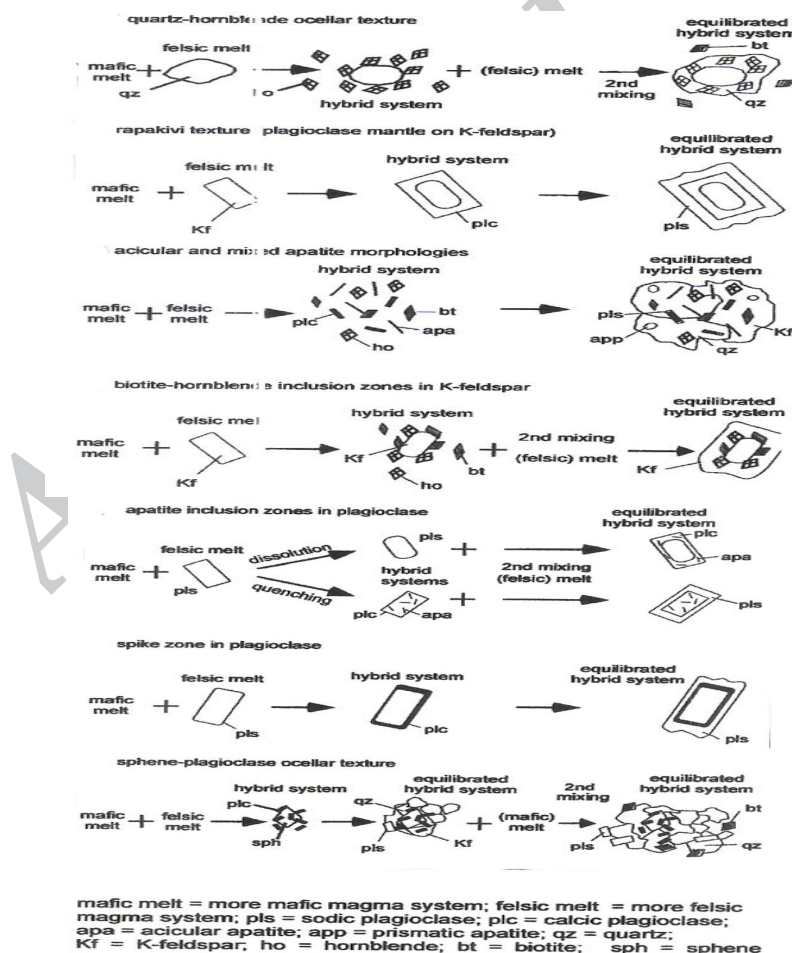 quartz-hornblende ocellar texture
equilibrated
hybrid system
bt
felsic melt
mafic
melt
qz
hybrid system
(felsic) melt
2nd
mixing
qz
rapakivi texture plagioclase mantle on K-feldspar)
equilibrated
hybrid system
felsic melt
hybrid system
mafic
melt
Kf
plc
pls
acicular and mixed apatite morphologies
hybrid system
equilibrated
hybrid system
mafic
melt
felsic
melt
plc
bt
apa
ho
pls
app
Kf
qz
biotite-hornblende inclusion zones in K-feldspar
equilibrated
hybrid system
felsic mel
hybrid system
mafic
melt
Kf
Kf
bt
ho
2nd mixing
(felsic) melt
Kf
apatite inclusion zones in plagioclase
equilibrated
hybrid system
plc
felsic melt
mafic
melt
pls
dissolution
quenching
pls
hybrid
systems
plc
apa
2nd mixing
(felsic) melt
apa
pls
spike zone in plagioclase
felsic melt
hybrid system
equilibrated
hybrid system
mafic
melt
pls
plc
pls
sphene-plagioclase ocellar texture
hybrid system
equilibrated
hybrid system
2nd
mixing
equilibrated
hybrid system
plc
qz
bt
mafic
melt
felsic
melt
(mafic)
melt
sph
pls
Kf
pls
qz
mafic melt = more mafic magma system; felsic melt = more felsic
magma system; pls = sodic plagioclase; plc = calcic plagioclase;
apa = acicular apatite; app = prismatic apatite; qz = quartz;
Kf = K-feldspar; ho = hornblende; bt = biotite; sph = sphene